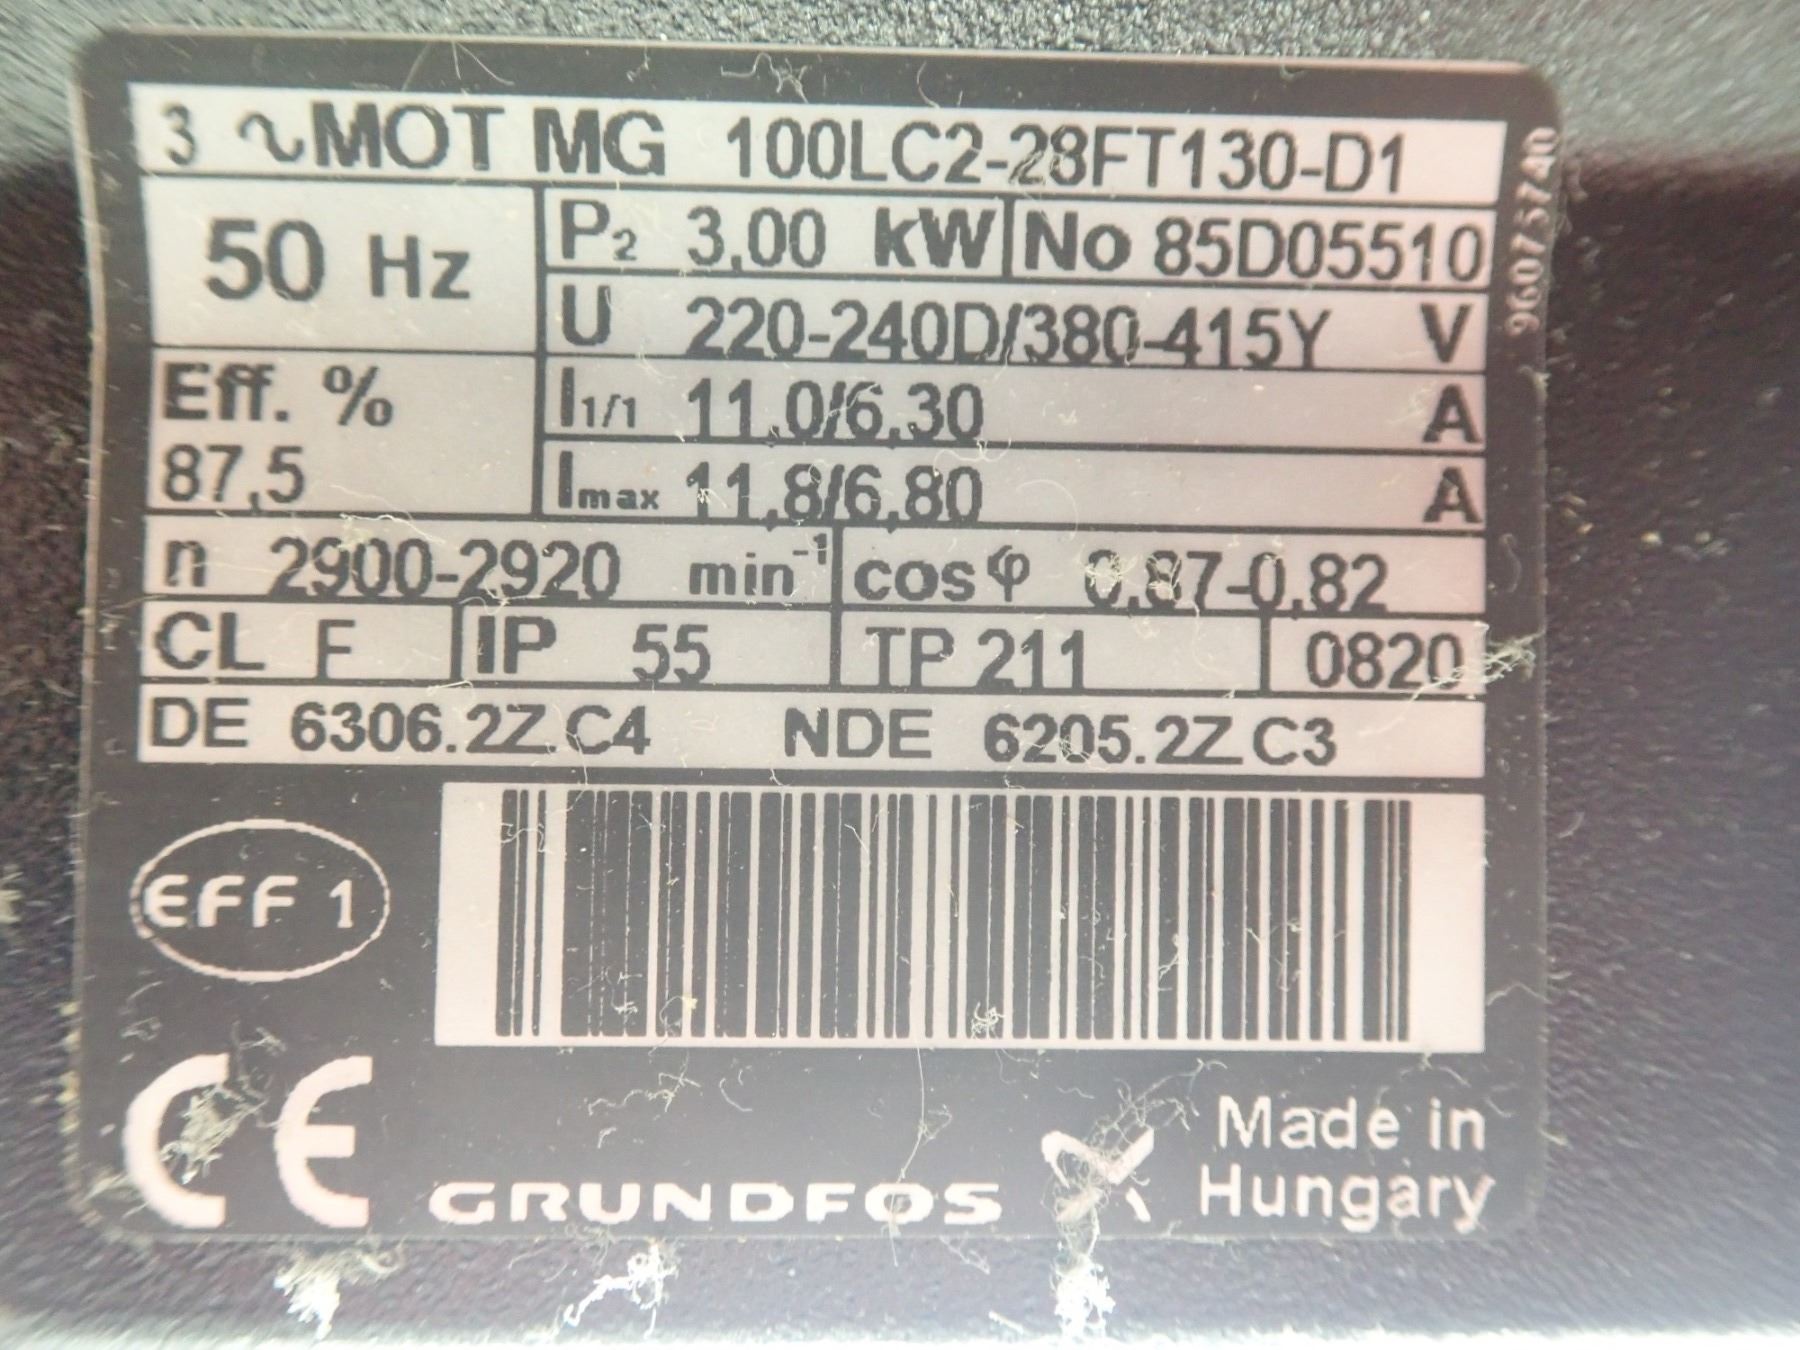 3 ~MOT MG 100LC2-28FT130-D1
50 Hz
P2 3,00 kW No 85D05510
U 220-240D/380-415Y V
Eff. %
87,5
I1/1 11,0/6,30 A
Imax 11,8/6,80 A
n 2900-2920 min-1 cos φ 0,87-0,82
CL F IP 55 TP 211 0820
DE 6306.2Z.C4 NDE 6205.2Z.C3
96075740
EFF 1
CE
GRUNDFOS
Made in
Hungary